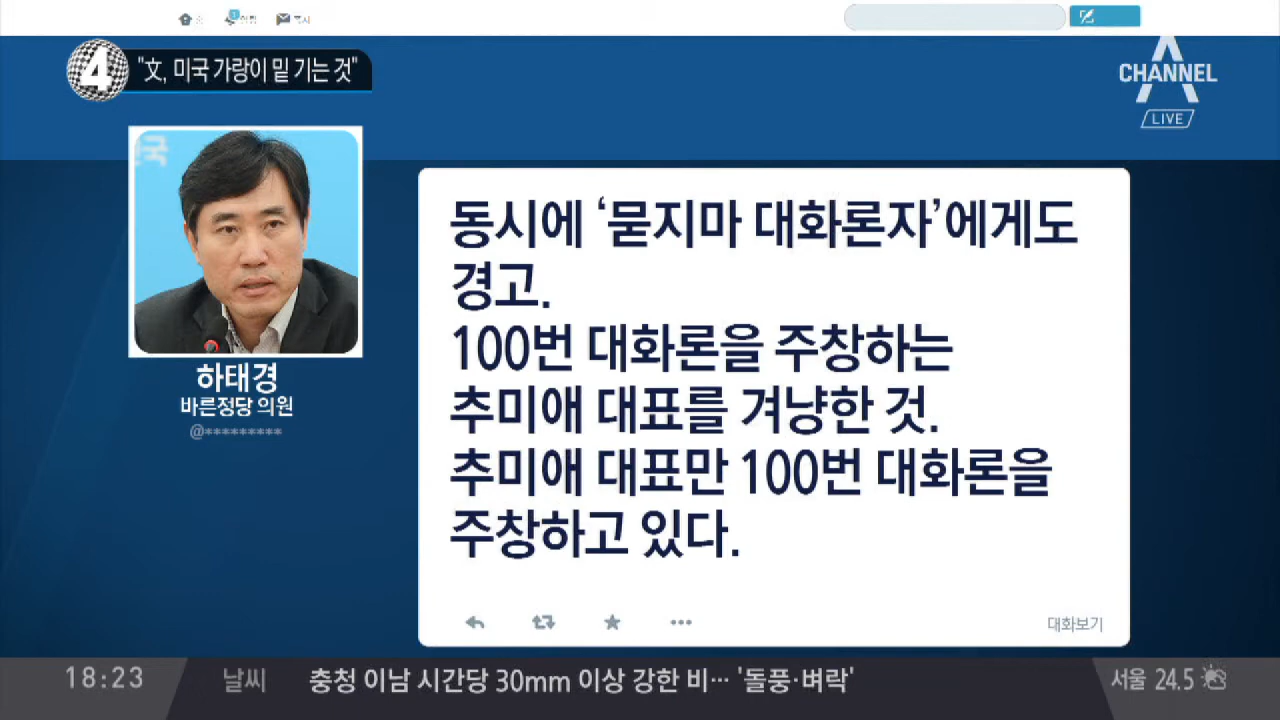 1
4
"文, 미국 가랑이 밑 기는 것"
CHANNEL A
LIVE
하태경
바른정당 의원
@*********
동시에 '묻지마 대화론자'에게도
경고.
100번 대화론을 주창하는
추미애 대표를 겨냥한 것.
추미애 대표만 100번 대화론을
주창하고 있다.
대화보기
18:23
날씨
충청 이남 시간당 30mm 이상 강한 비… '돌풍·벼락'
서울 24.5